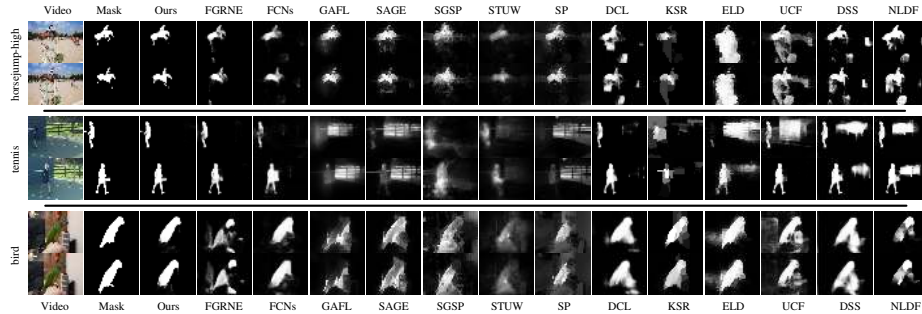 Video Mask Ours FGRNE FCNs GAFL SAGE SGSP STUW SP DCL KSR ELD UCF DSS NLDF
horsejump-high
tennis
bird
Video Mask Ours FGRNE FCNs GAFL SAGE SGSP STUW SP DCL KSR ELD UCF DSS NLDF